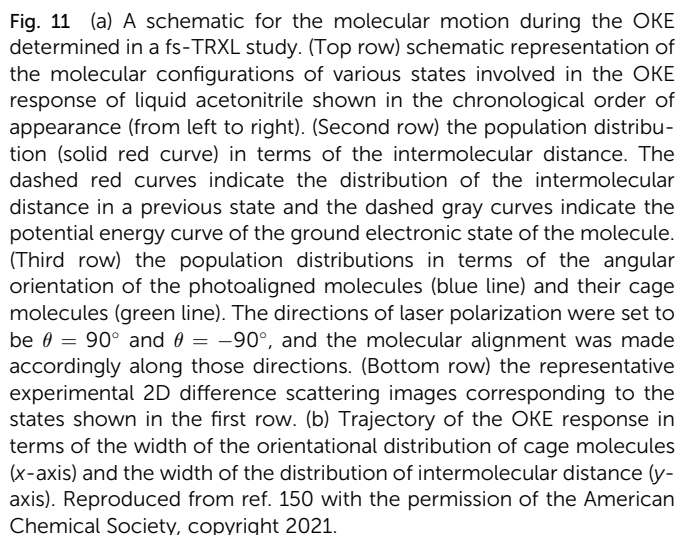 Fig. 11 (a) A schematic for the molecular motion during the OKE
determined in a fs-TRXL study. (Top row) schematic representation of
the molecular configurations of various states involved in the OKE
response of liquid acetonitrile shown in the chronological order of
appearance (from left to right). (Second row) the population distribu-
tion (solid red curve) in terms of the intermolecular distance. The
dashed red curves indicate the distribution of the intermolecular
distance in a previous state and the dashed gray curves indicate the
potential energy curve of the ground electronic state of the molecule.
(Third row) the population distributions in terms of the angular
orientation of the photoaligned molecules (blue line) and their cage
molecules (green line). The directions of laser polarization were set to
be θ = 90° and θ = −90°, and the molecular alignment was made
accordingly along those directions. (Bottom row) the representative
experimental 2D difference scattering images corresponding to the
states shown in the first row. (b) Trajectory of the OKE response in
terms of the width of the orientational distribution of cage molecules
(x-axis) and the width of the distribution of intermolecular distance (y-
axis). Reproduced from ref. 150 with the permission of the American
Chemical Society, copyright 2021.